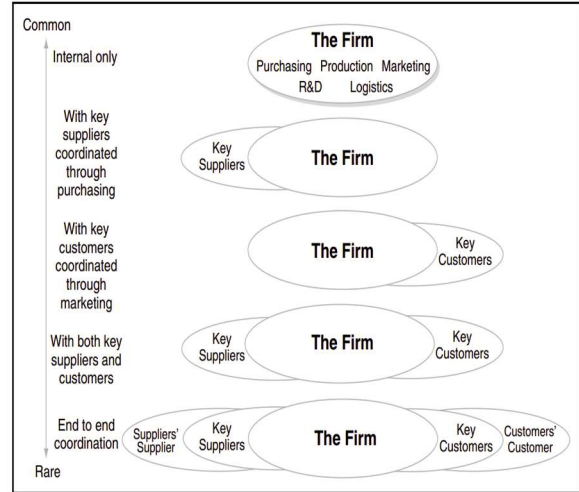 Common
Internal only
The Firm
Purchasing Production Marketing
R&D Logistics
With key
suppliers
coordinated
through
purchasing
Key
Suppliers
The Firm
With key
customers
coordinated
through
marketing
The Firm
Key
Customers
With both key
suppliers and
customers
Key
Suppliers
The Firm
Key
Customers
End to end
coordination
Suppliers'
Supplier
Key
Suppliers
The Firm
Key
Customers
Customers'
Customer
Rare